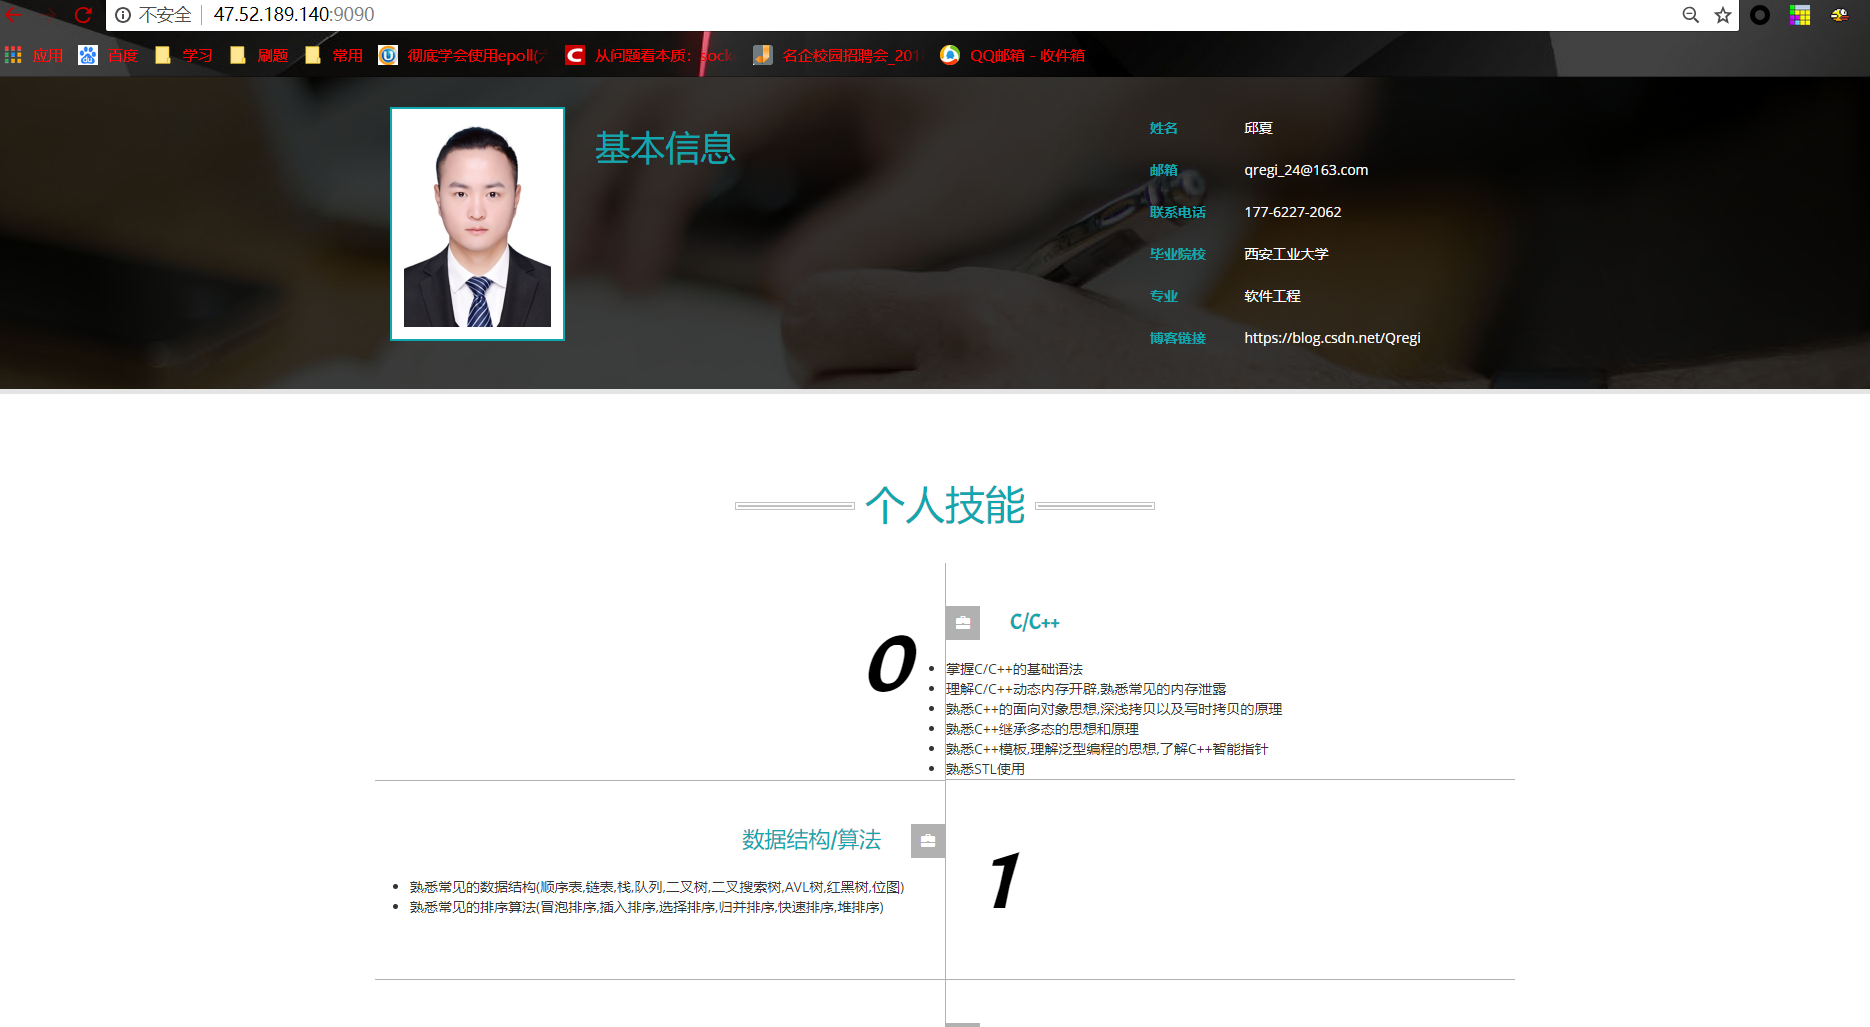 不安全 47.52.189.140:9090
应用 百度 学习 刷题 常用 彻底学会使用epoll( 从问题看本质：sock 名企校园招聘会_201 QQ邮箱 - 收件箱
基本信息
姓名 邱夏
邮箱 qregi_24@163.com
联系电话 177-6227-2062
毕业院校 西安工业大学
专业 软件工程
博客链接 https://blog.csdn.net/Qregi
个人技能
0
C/C++
掌握C/C++的基础语法
理解C/C++动态内存开辟,熟悉常见的内存泄露
熟悉C++的面向对象思想,深浅拷贝以及写时拷贝的原理
熟悉C++继承多态的思想和原理
熟悉C++模板,理解泛型编程的思想,了解C++智能指针
熟悉STL使用
数据结构/算法
1
熟悉常见的数据结构(顺序表,链表,栈,队列,二叉树,二叉搜索树,AVL树,红黑树,位图)
熟悉常见的排序算法(冒泡排序,插入排序,选择排序,归并排序,快速排序,堆排序)